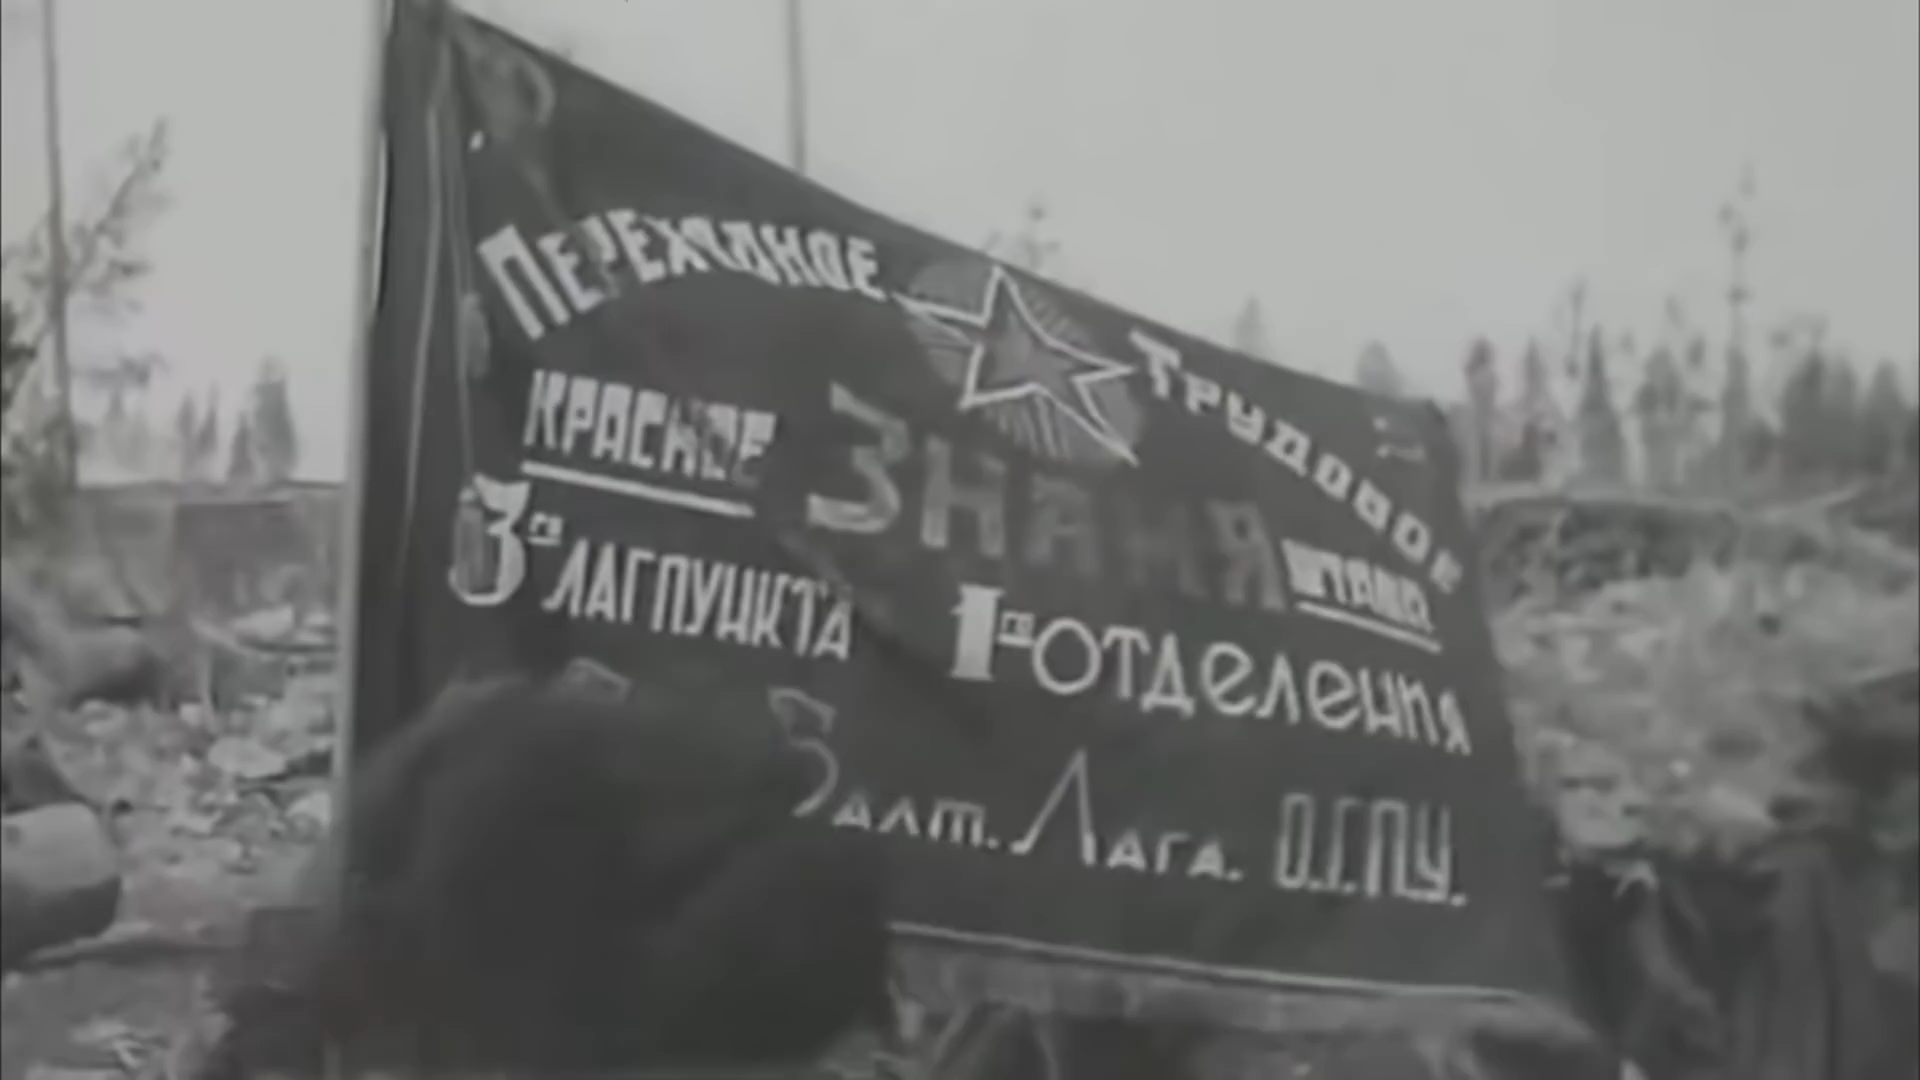 Переходное Трудовое
КРАСНОЕ Знамя ШТАБА
3го ЛАГПУНКТА 1го ОТДЕЛЕНИЯ
Балт. Лага. О.Г.П.У.